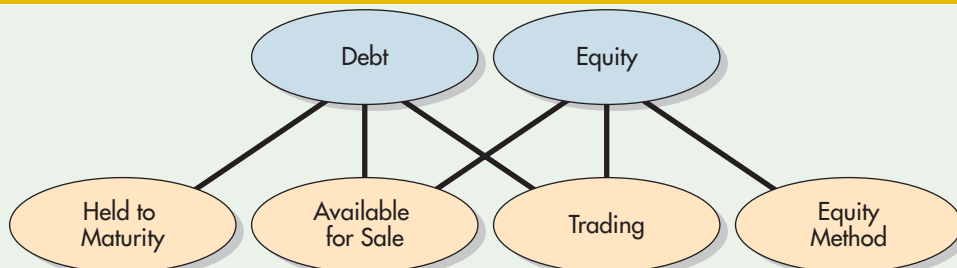 Debt
Equity
Held to
Maturity
Available
for Sale
Trading
Equity
Method